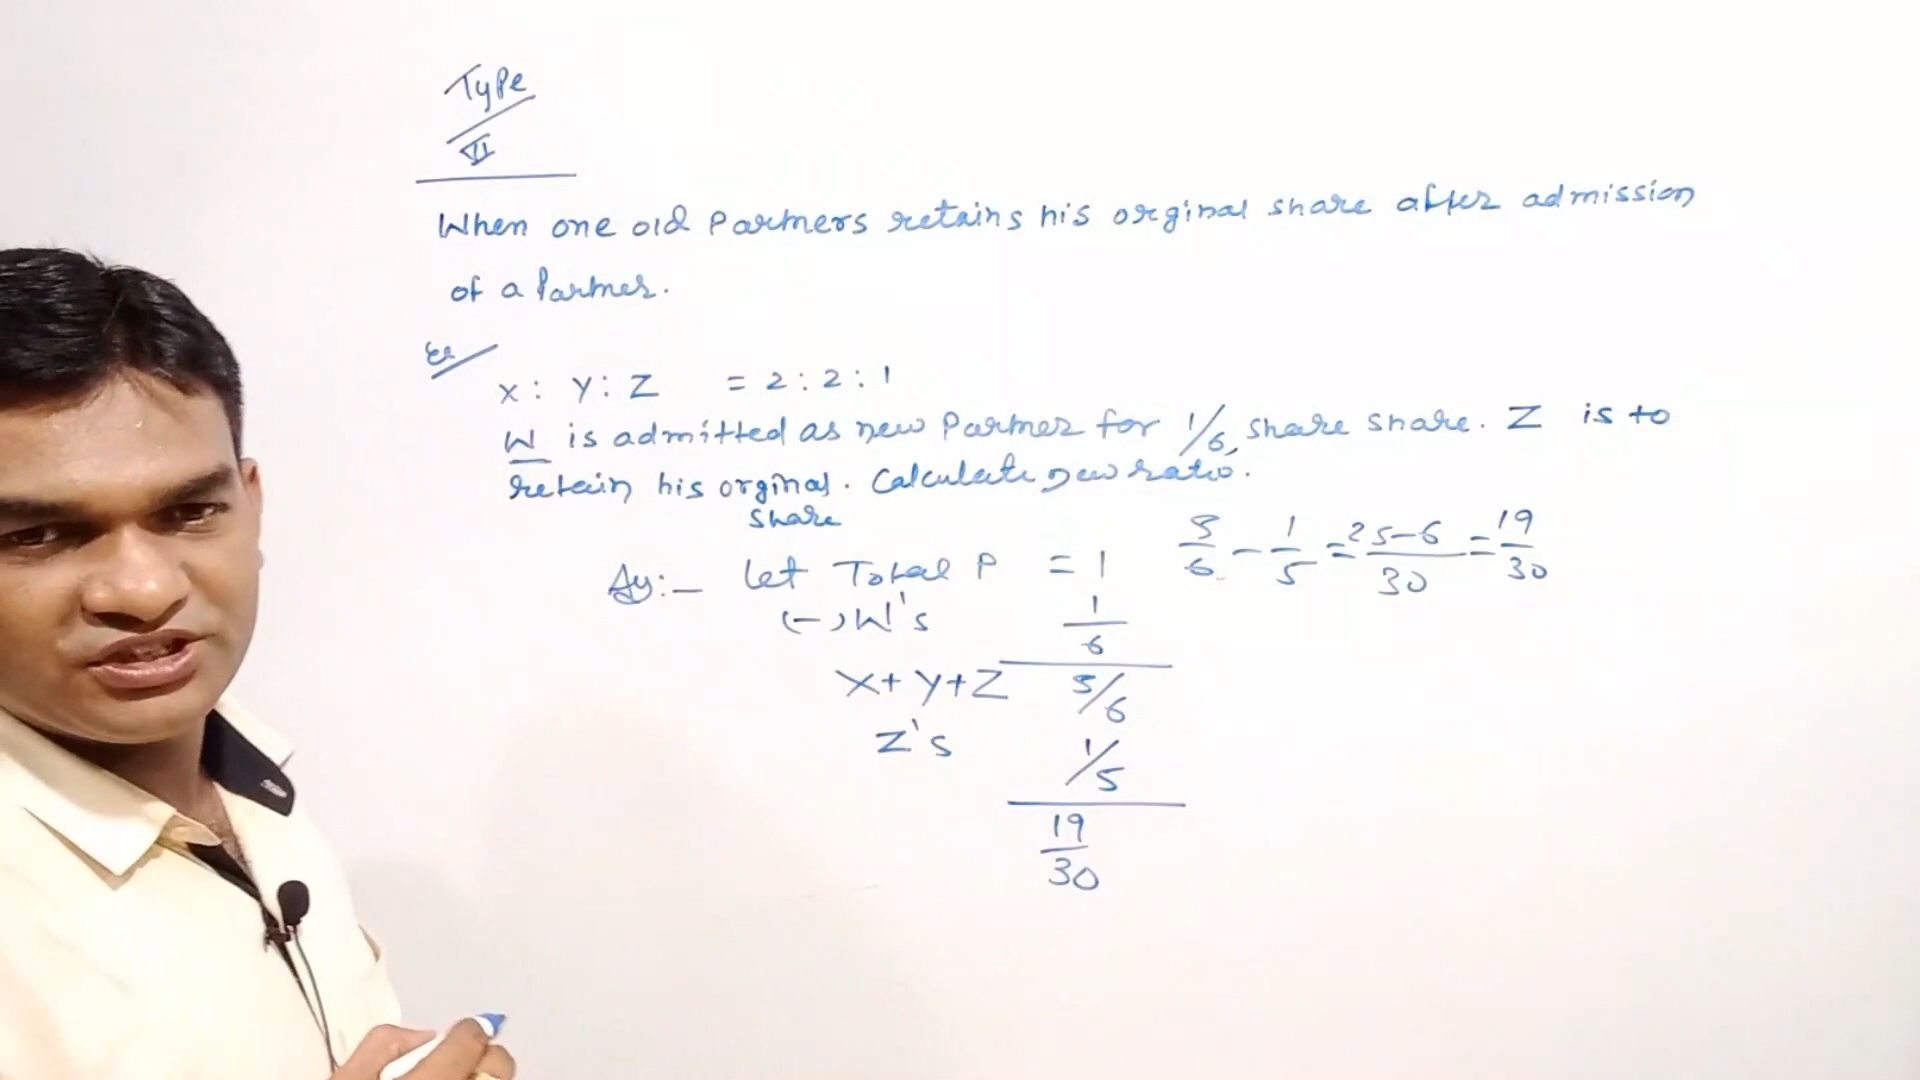 Type
VI
When one old Partners retains his orginal share after admission
of a Partner.
Ex
X : Y : Z = 2 : 2 : 1
W is admitted as new Partner for 1/6, share share. Z is to
retain his orginal. Calculate new ratio.
share
Let Total P = 1
5/6 - 1/5 = 25-6/30 = 19/30
(-) W's 1/6
X+Y+Z 5/6
Z's 1/5
19/30